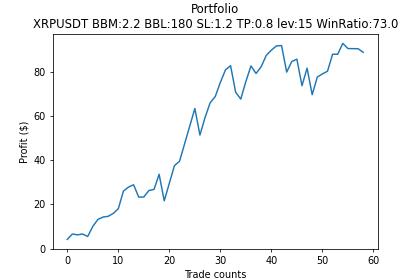 Portfolio
XRPUSDT BBM:2.2 BBL:180 SL:1.2 TP:0.8 lev:15 WinRatio:73.0
80
60
40
20
0
Profit ($)
0 10 20 30 40 50 60
Trade counts